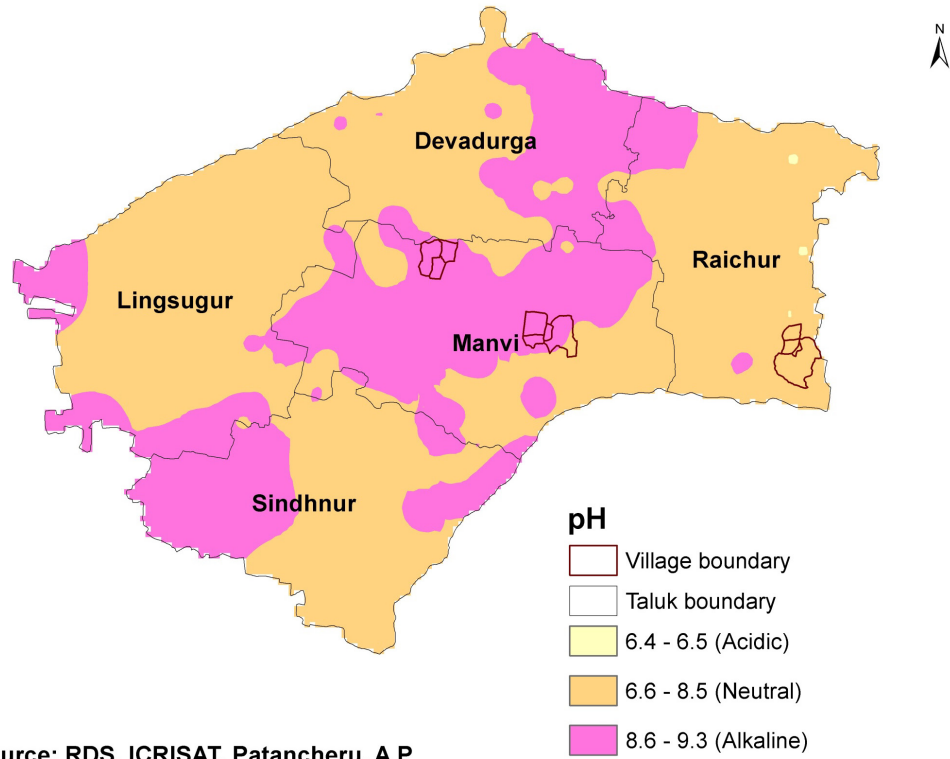 N
Devadurga
Raichur
Lingsugur
Manvi
Sindhnur
pH
Village boundary
Taluk boundary
6.4 - 6.5 (Acidic)
6.6 - 8.5 (Neutral)
8.6 - 9.3 (Alkaline)
urce: RDS, ICRISAT, Patancheru, A.P.